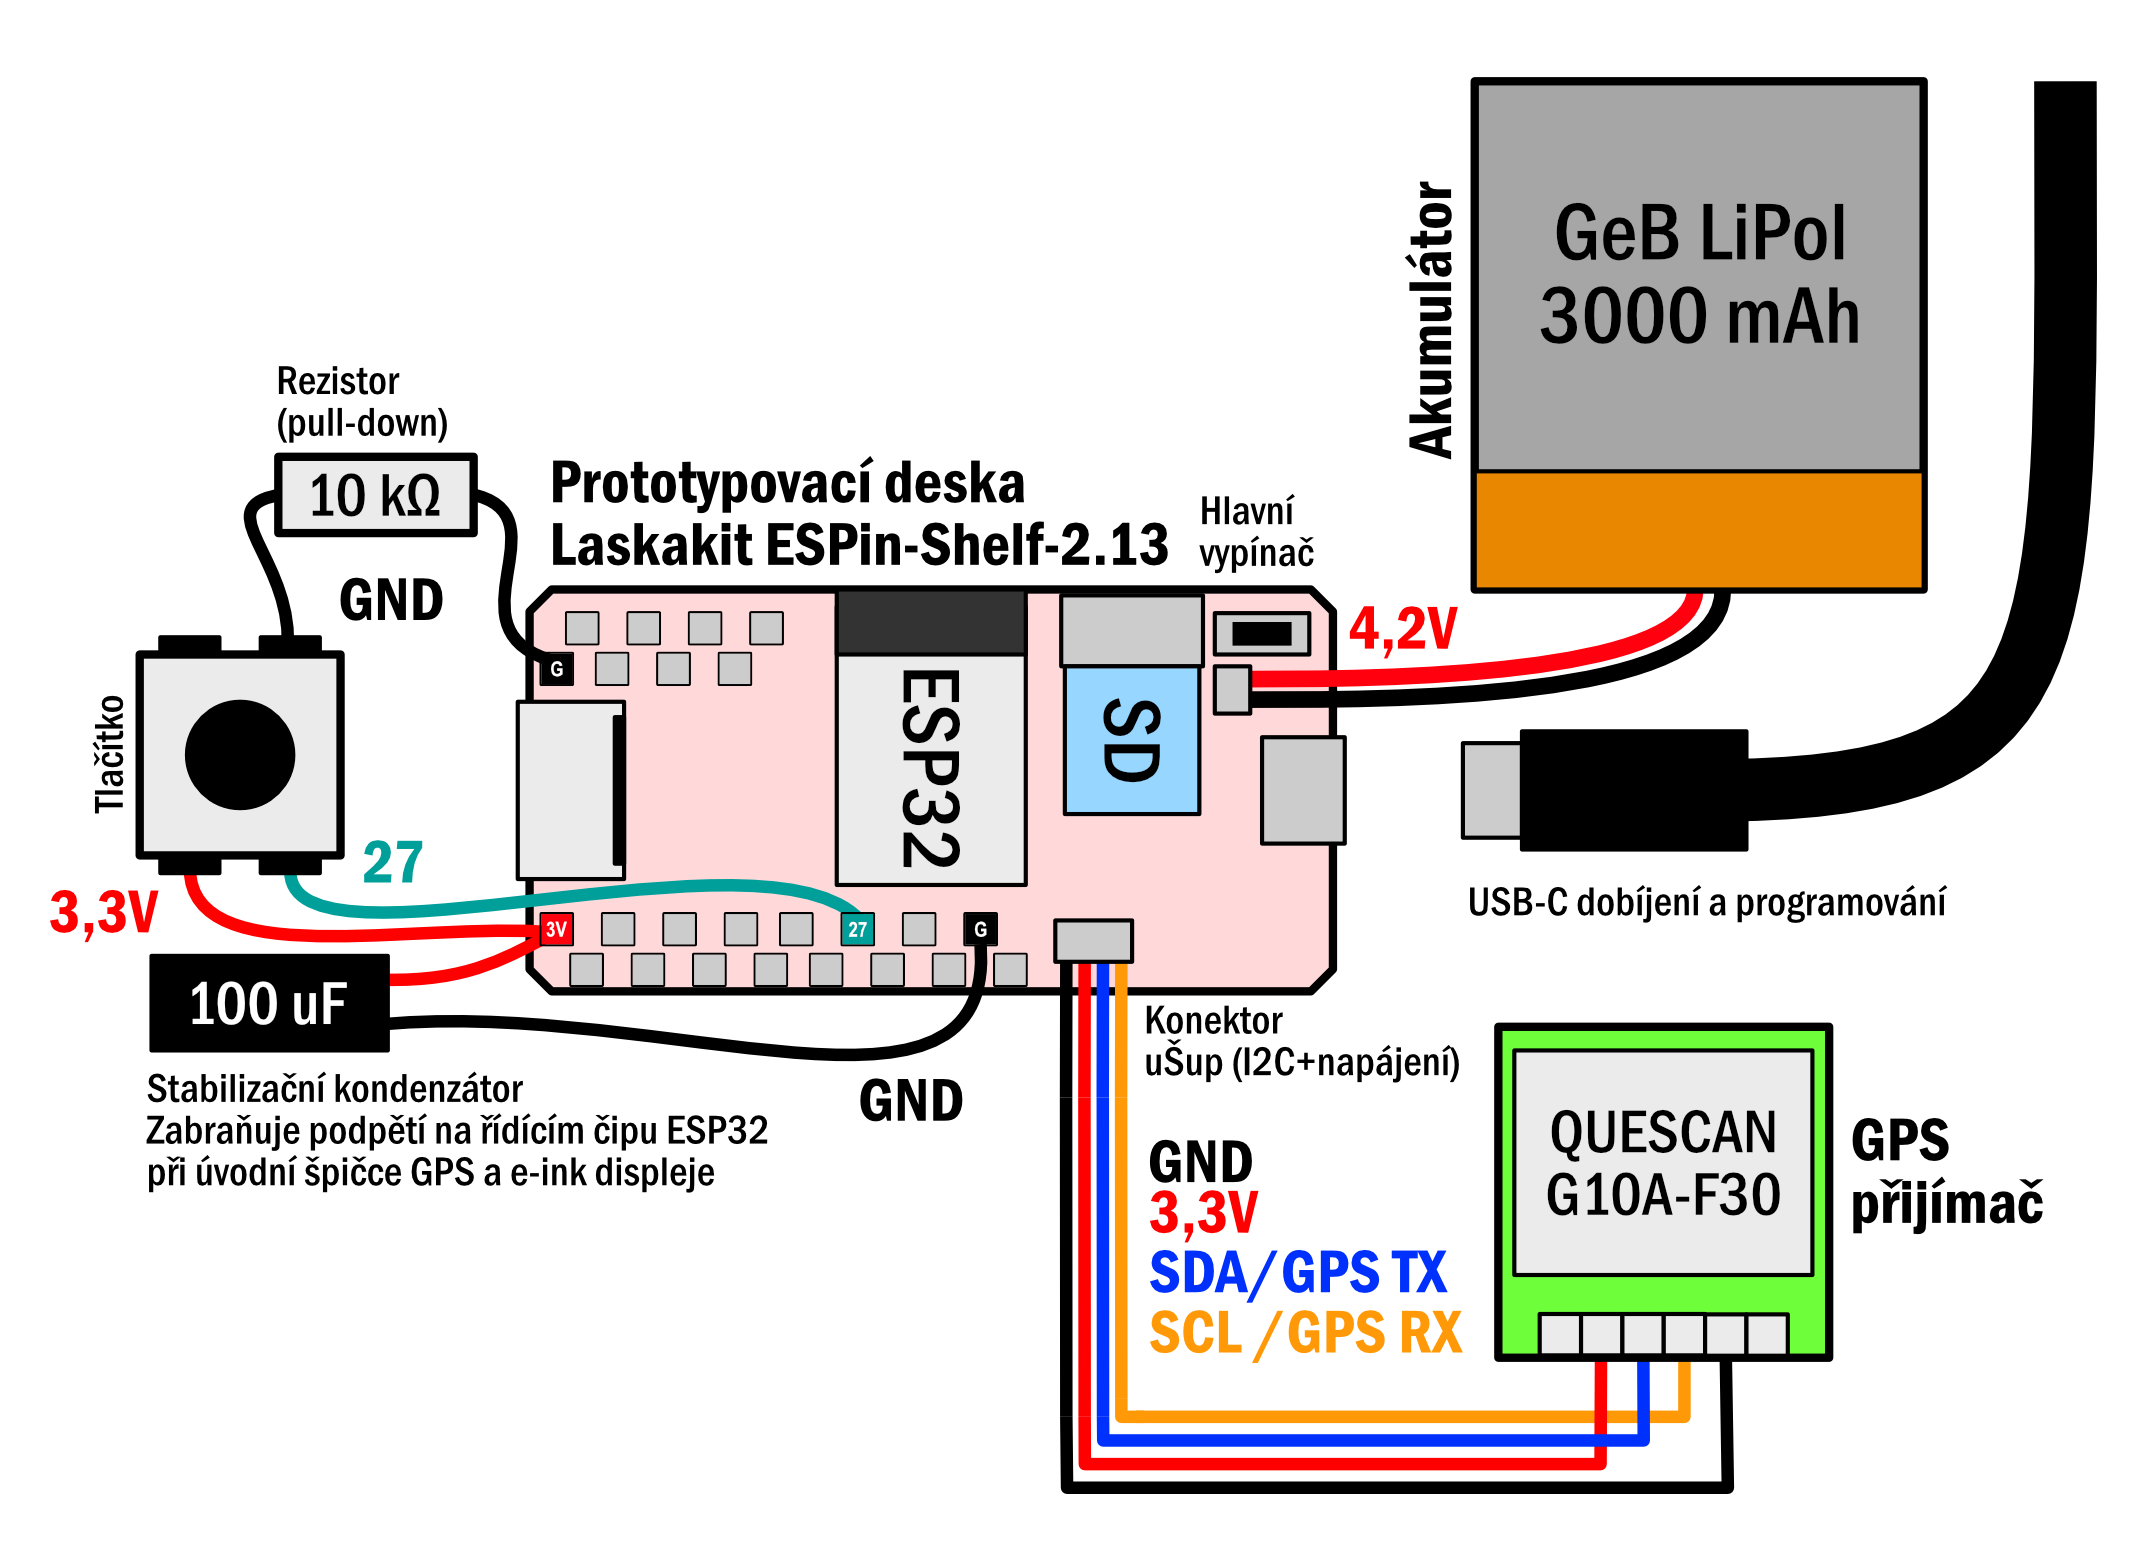 GeB LiPol
3000 mAh
Akumulátor
Rezistor
(pull-down)
10 kΩ
GND
Prototypovací deska
Laskakit ESPin-Shelf-2.13
Hlavní
vypínač
4,2V
G
ESP32
SD
Tlačítko
27
3,3V
3V
27
G
USB-C dobíjení a programování
100 uF
Stabilizační kondenzátor
Zabraňuje podpětí na řídícím čipu ESP32
při úvodní špičce GPS a e-ink displeje
GND
Konektor
uŠup (I2C+napájení)
GND
3,3V
SDA/GPS TX
SCL /GPS RX
QUESCAN
G10A-F30
GPS
přijímač